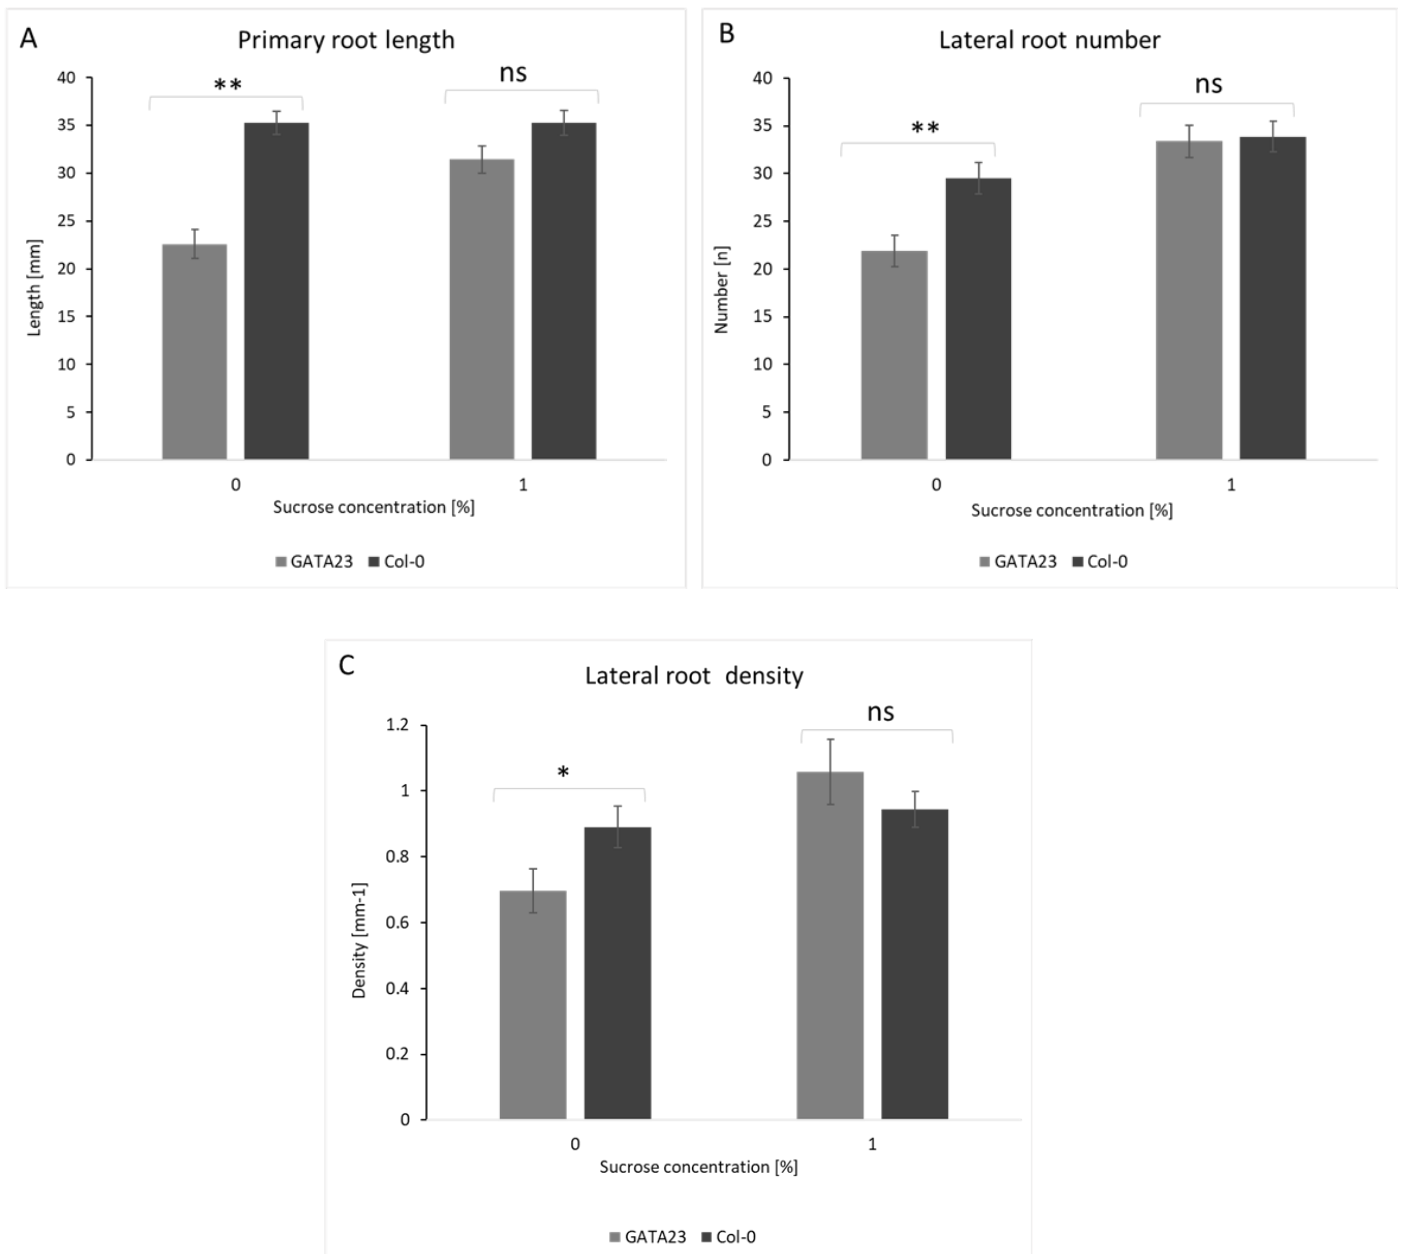 A
Primary root length
**
ns
40
35
30
25
20
15
10
5
0
Length [mm]
0 1
Sucrose concentration [%]
GATA23 Col-0
B
Lateral root number
**
ns
40
35
30
25
20
15
10
5
0
Number [n]
0 1
Sucrose concentration [%]
GATA23 Col-0
C
Lateral root density
*
ns
1.2
1
0.8
0.6
0.4
0.2
0
Density [mm-1]
0 1
Sucrose concentration [%]
GATA23 Col-0